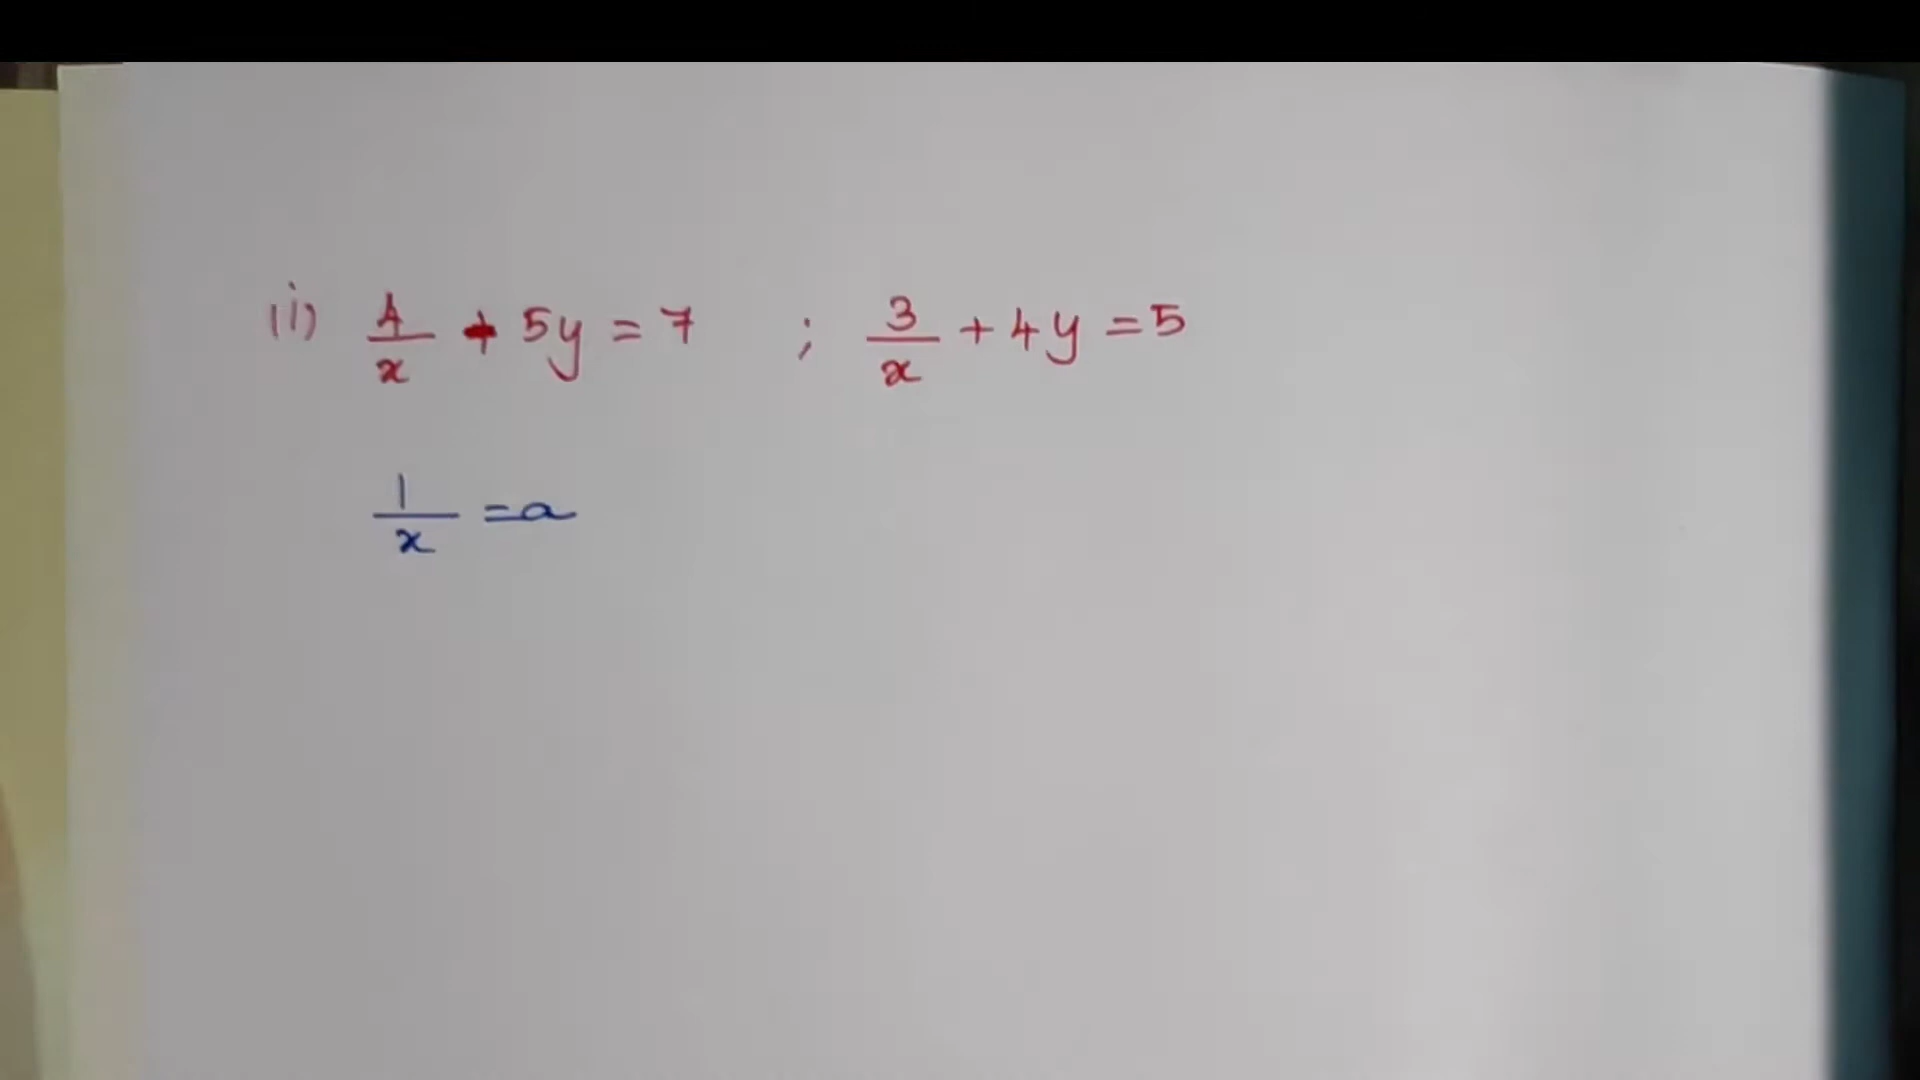 ii) 4/x + 5y = 7 ; 3/x + 4y = 5
1/x = a